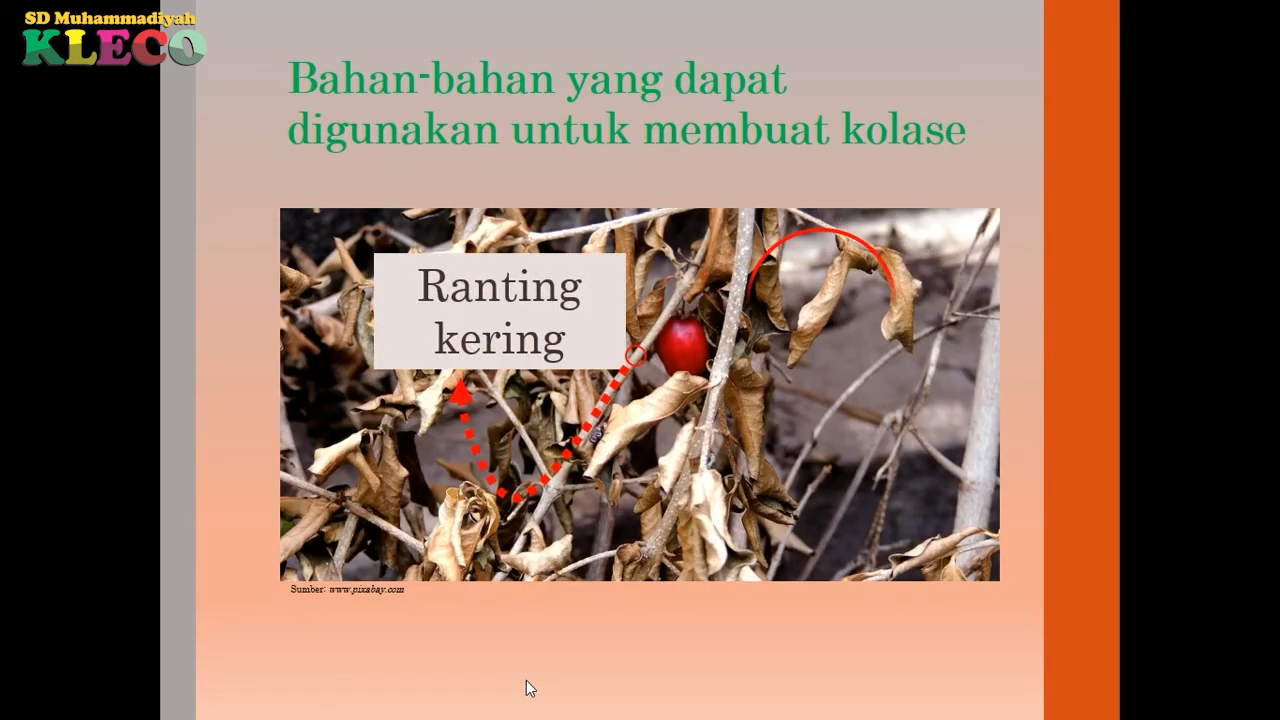 SD Muhammadiyah
KLECO
Bahan-bahan yang dapat
digunakan untuk membuat kolase
Ranting
kering
Sumber: www.pixabay.com